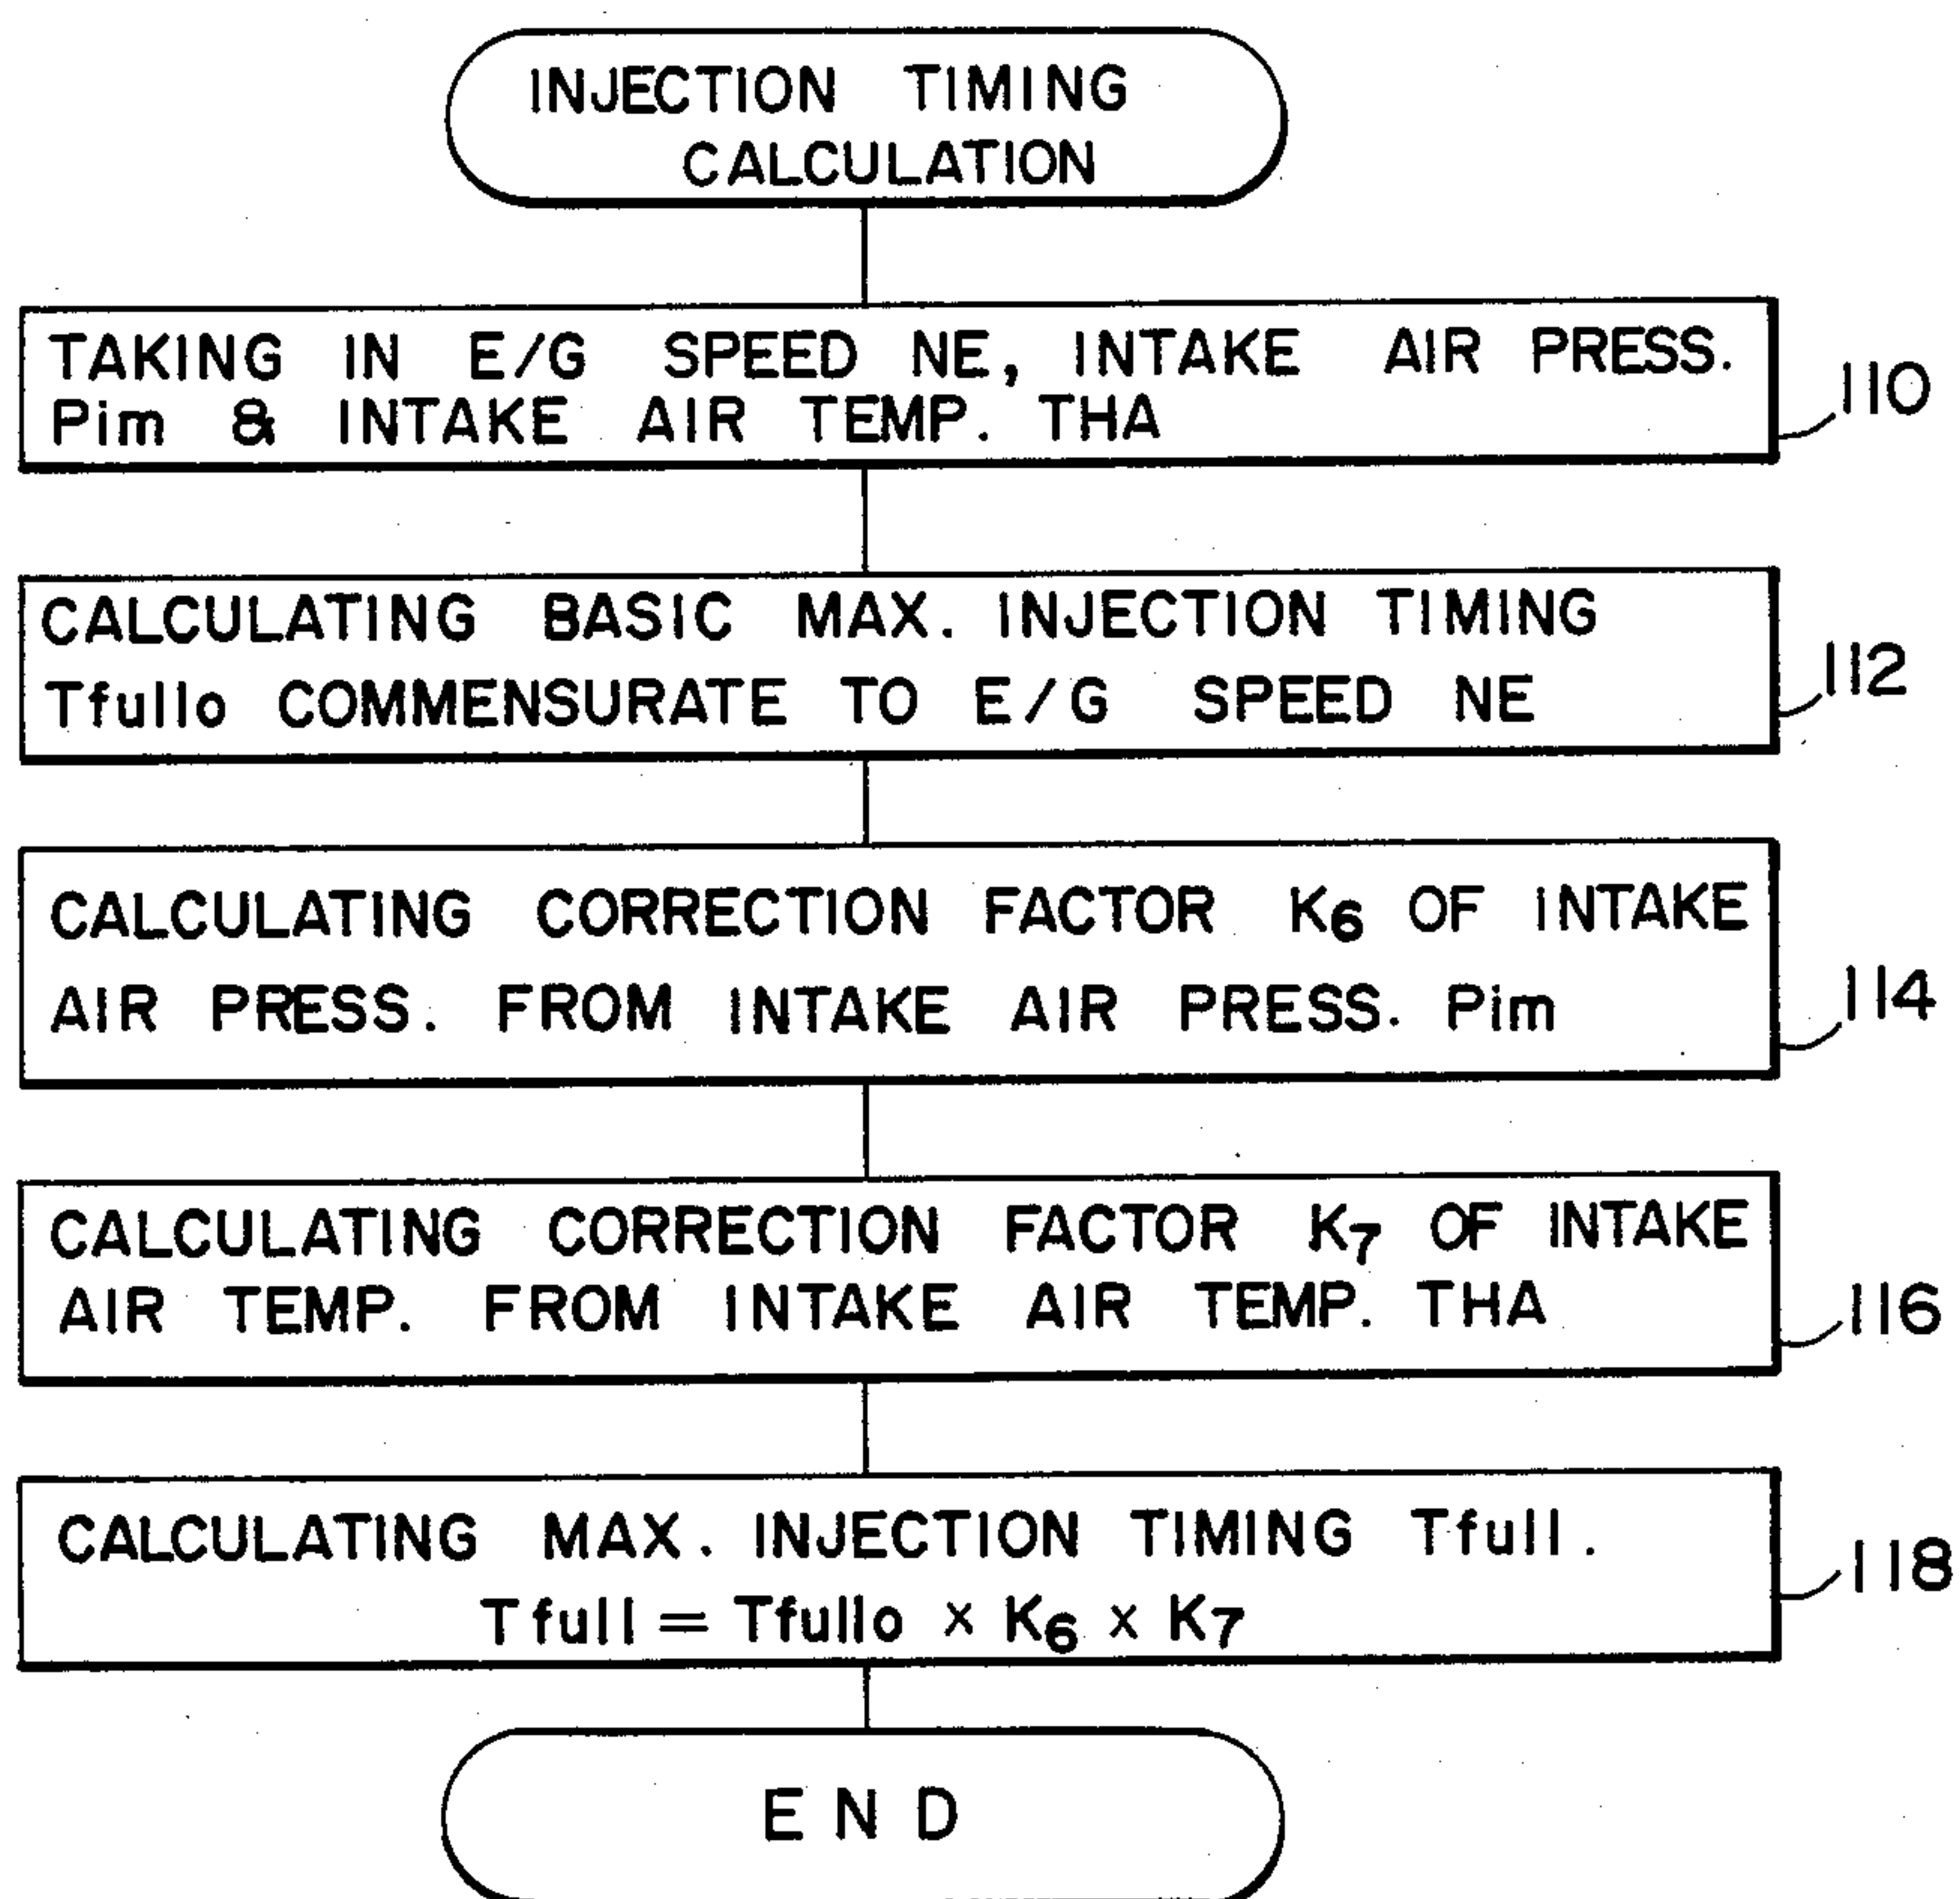 INJECTION TIMING
CALCULATION
TAKING IN E/G SPEED NE, INTAKE AIR PRESS.
Pim & INTAKE AIR TEMP. THA
110
CALCULATING BASIC MAX. INJECTION TIMING
Tfullo COMMENSURATE TO E/G SPEED NE
112
CALCULATING CORRECTION FACTOR K6 OF INTAKE
AIR PRESS. FROM INTAKE AIR PRESS. Pim
114
CALCULATING CORRECTION FACTOR K7 OF INTAKE
AIR TEMP. FROM INTAKE AIR TEMP. THA
116
CALCULATING MAX. INJECTION TIMING Tfull.
Tfull = Tfullo × K6 × K7
118
END